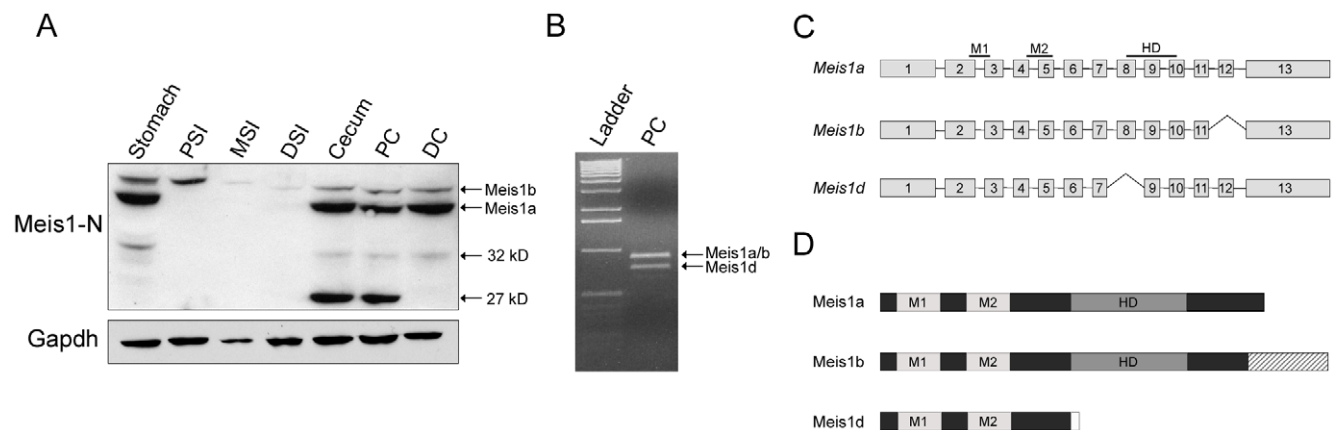 A
Stomach
PSI
MSI
DSI
Cecum
PC
DC
Meis1-N
Meis1b
Meis1a
32 kD
27 kD
Gapdh
B
Ladder
PC
Meis1a/b
Meis1d
C
M1 M2 HD
Meis1a 1 2 3 4 5 6 7 8 9 10 11 12 13
Meis1b 1 2 3 4 5 6 7 8 9 10 11 13
Meis1d 1 2 3 4 5 6 7 9 10 11 12 13
D
Meis1a M1 M2 HD
Meis1b M1 M2 HD
Meis1d M1 M2